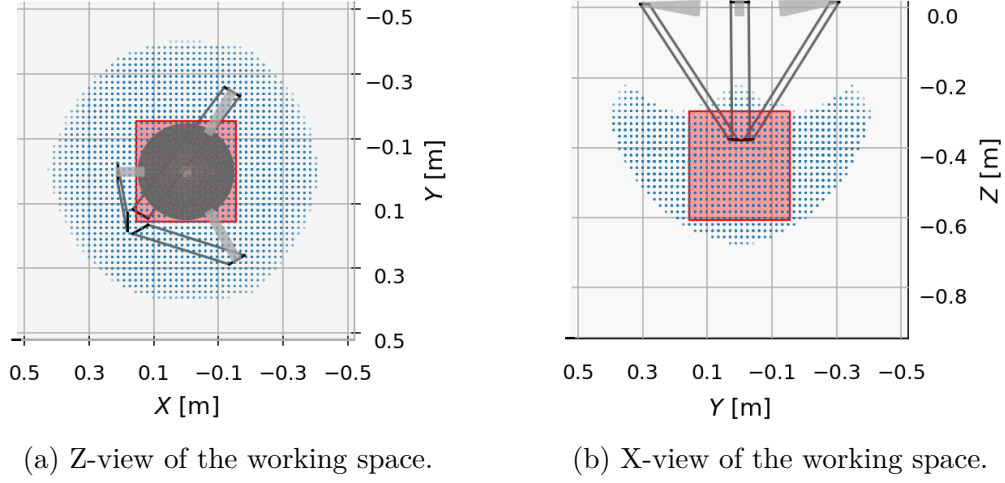 −0.5
−0.3
−0.1
0.1
0.3
0.5
Y [m]
0.5 0.3 0.1 −0.1 −0.3 −0.5
X [m]
(a) Z-view of the working space.
0.0
−0.2
−0.4
−0.6
−0.8
Z [m]
0.5 0.3 0.1 −0.1 −0.3 −0.5
Y [m]
(b) X-view of the working space.